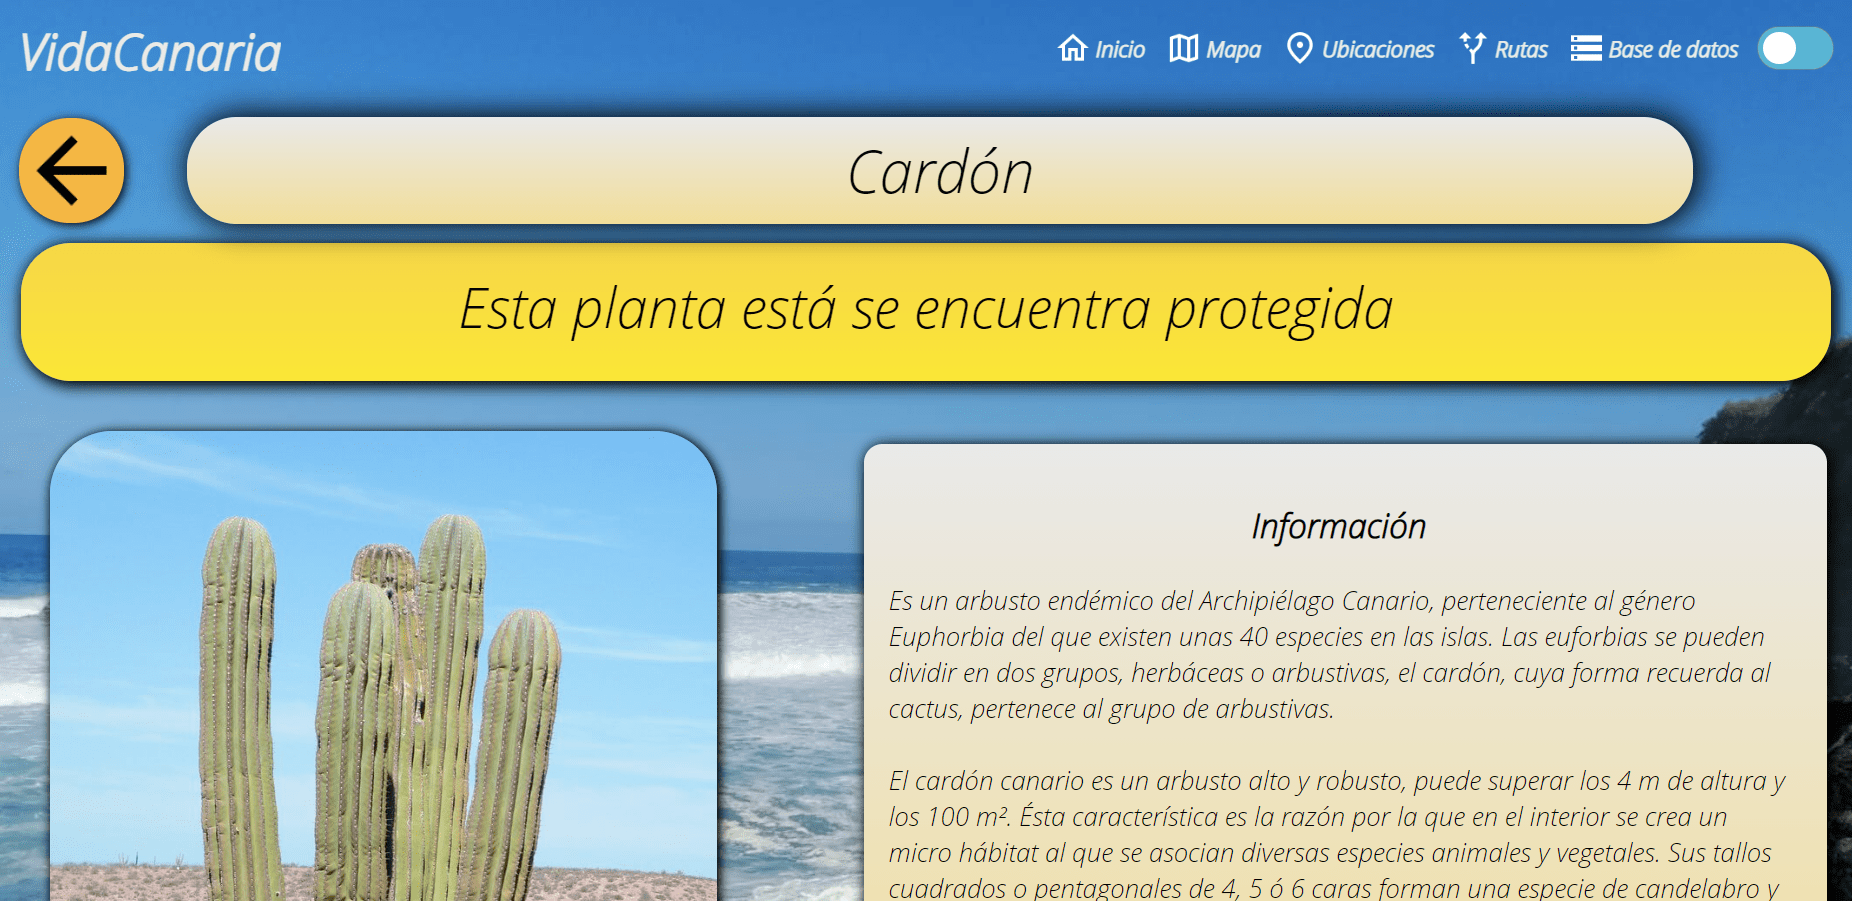 VidaCanaria
Inicio
Mapa
Ubicaciones
Rutas
Base de datos
Cardón
Esta planta está se encuentra protegida
Información
Es un arbusto endémico del Archipiélago Canario, perteneciente al género
Euphorbia del que existen unas 40 especies en las islas. Las euforbias se pueden
dividir en dos grupos, herbáceas o arbustivas, el cardón, cuya forma recuerda al
cactus, pertenece al grupo de arbustivas.
El cardón canario es un arbusto alto y robusto, puede superar los 4 m de altura y
los 100 m². Ésta característica es la razón por la que en el interior se crea un
micro hábitat al que se asocian diversas especies animales y vegetales. Sus tallos
cuadrados o pentagonales de 4, 5 ó 6 caras forman una especie de candelabro y